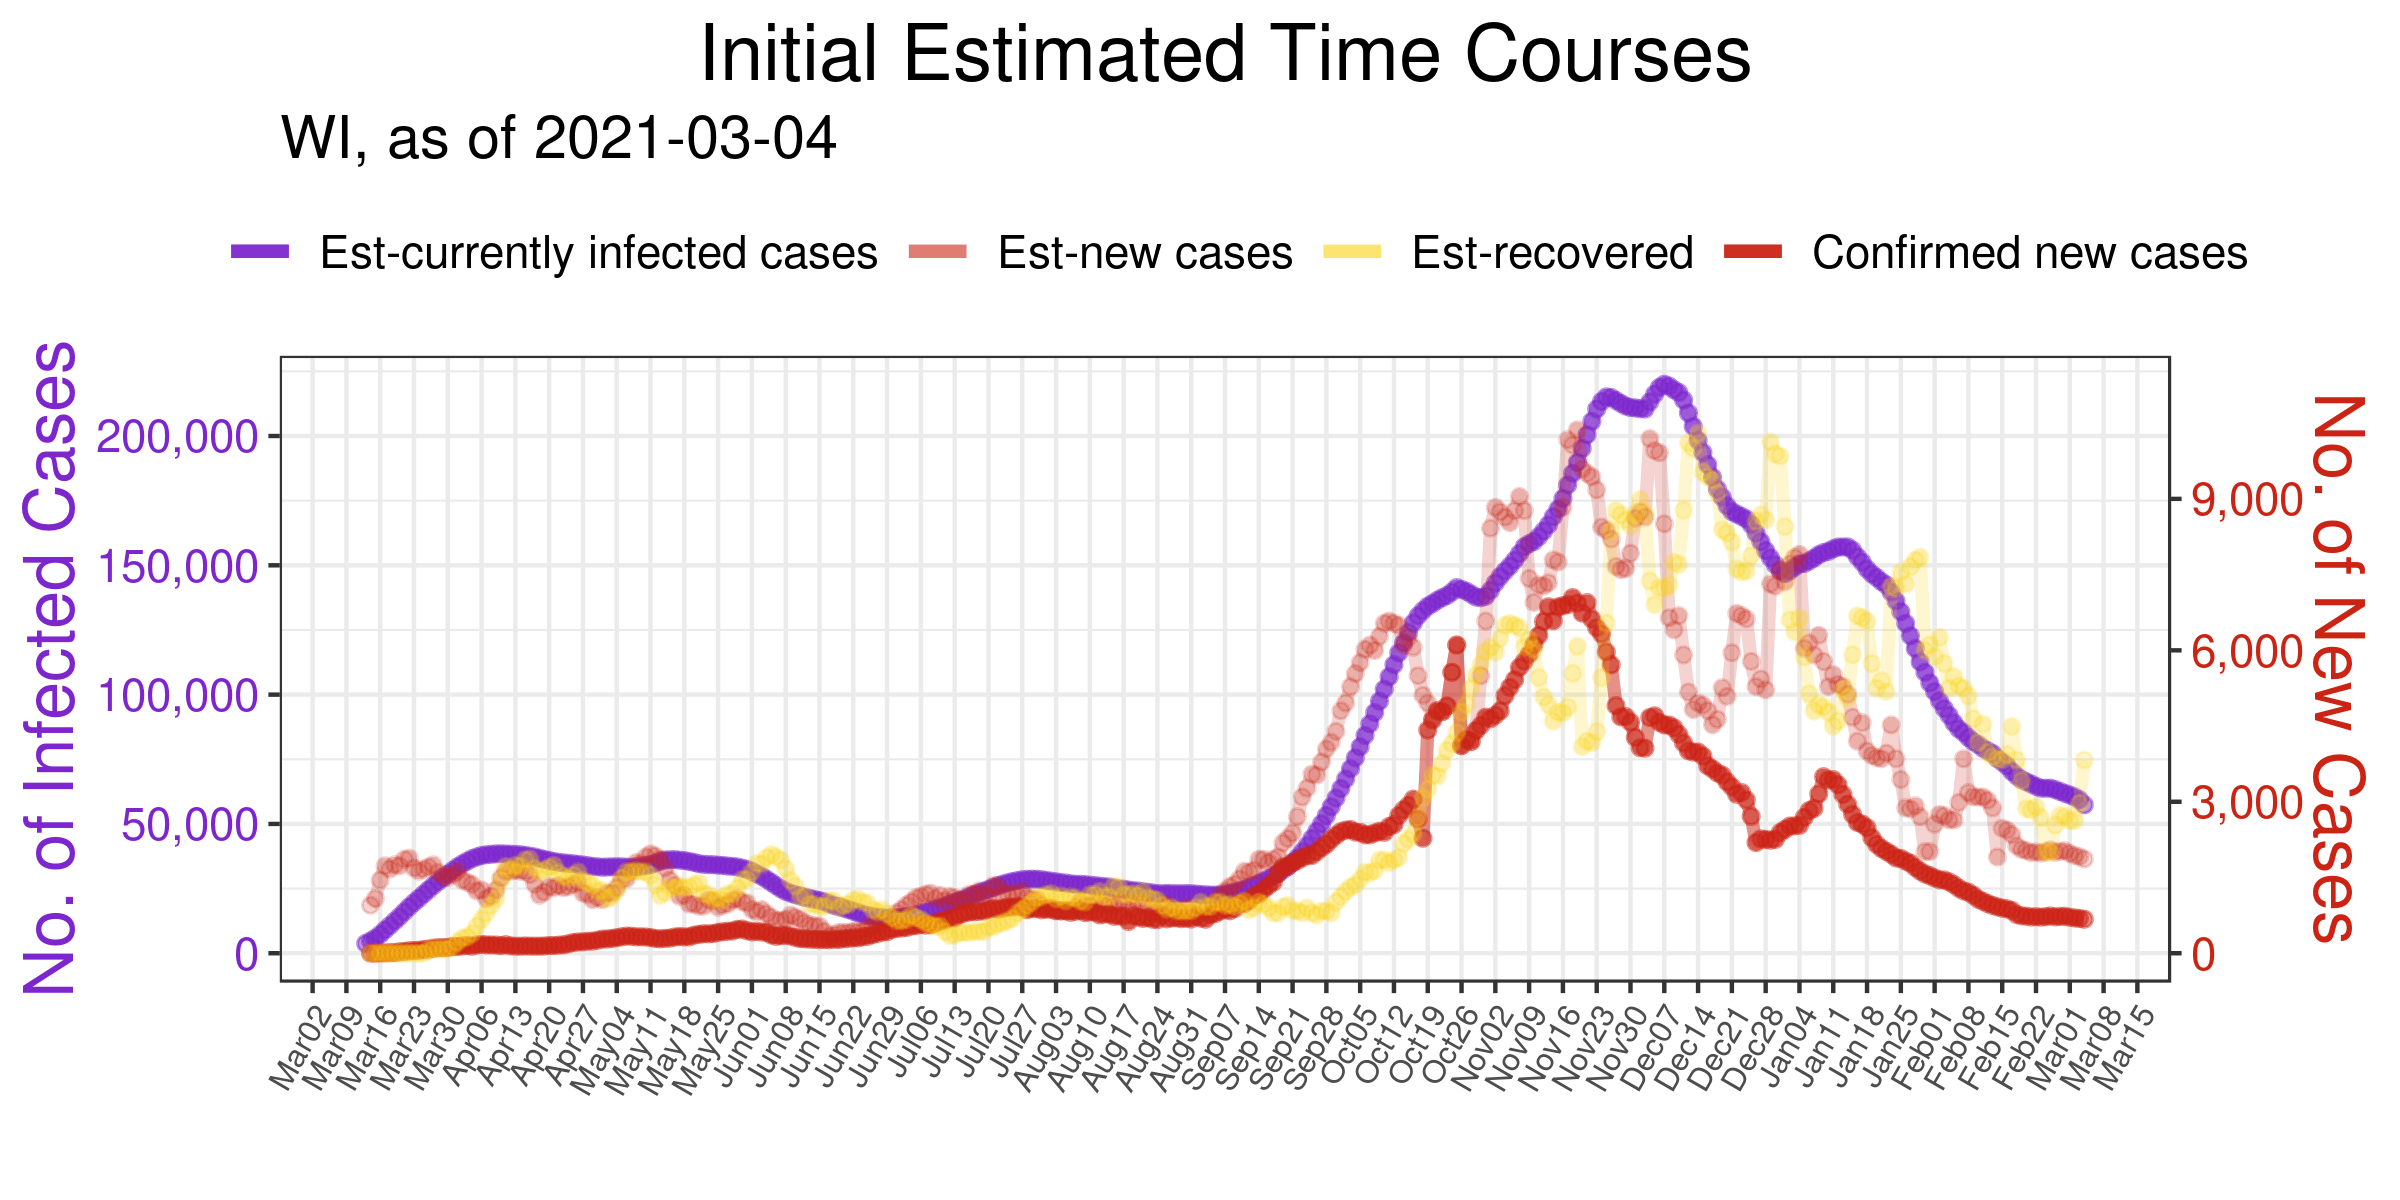 Initial Estimated Time Courses
WI, as of 2021-03-04
Est-currently infected cases Est-new cases Est-recovered Confirmed new cases
No. of Infected Cases
200,000
150,000
100,000
50,000
0
No. of New Cases
9,000
6,000
3,000
0
Mar02 Mar09 Mar16 Mar23 Mar30 Apr06 Apr13 Apr20 Apr27 May04 May11 May18 May25 Jun01 Jun08 Jun15 Jun22 Jun29 Jul06 Jul13 Jul20 Jul27 Aug03 Aug10 Aug17 Aug24 Aug31 Sep07 Sep14 Sep21 Sep28 Oct05 Oct12 Oct19 Oct26 Nov02 Nov09 Nov16 Nov23 Nov30 Dec07 Dec14 Dec21 Dec28 Jan04 Jan11 Jan18 Jan25 Feb01 Feb08 Feb15 Feb22 Mar01 Mar08 Mar15